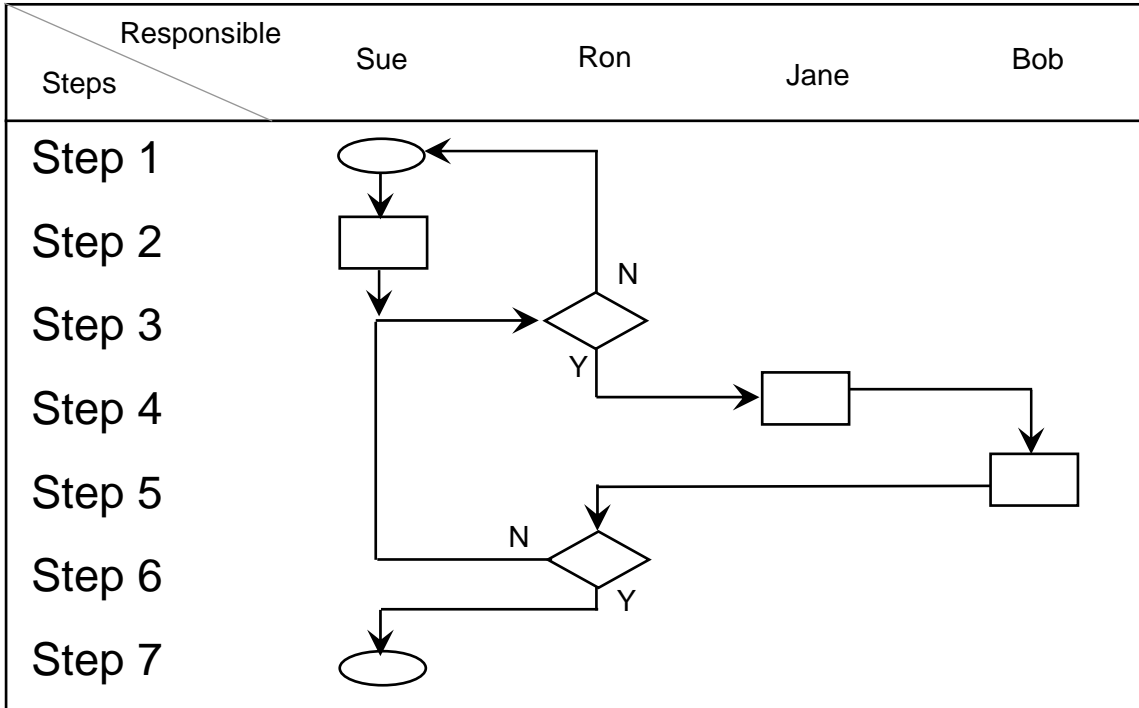 Responsible
Steps
Sue
Ron
Jane
Bob
Step 1
Step 2
N
Step 3
Y
Step 4
Step 5
N
Step 6
Y
Step 7